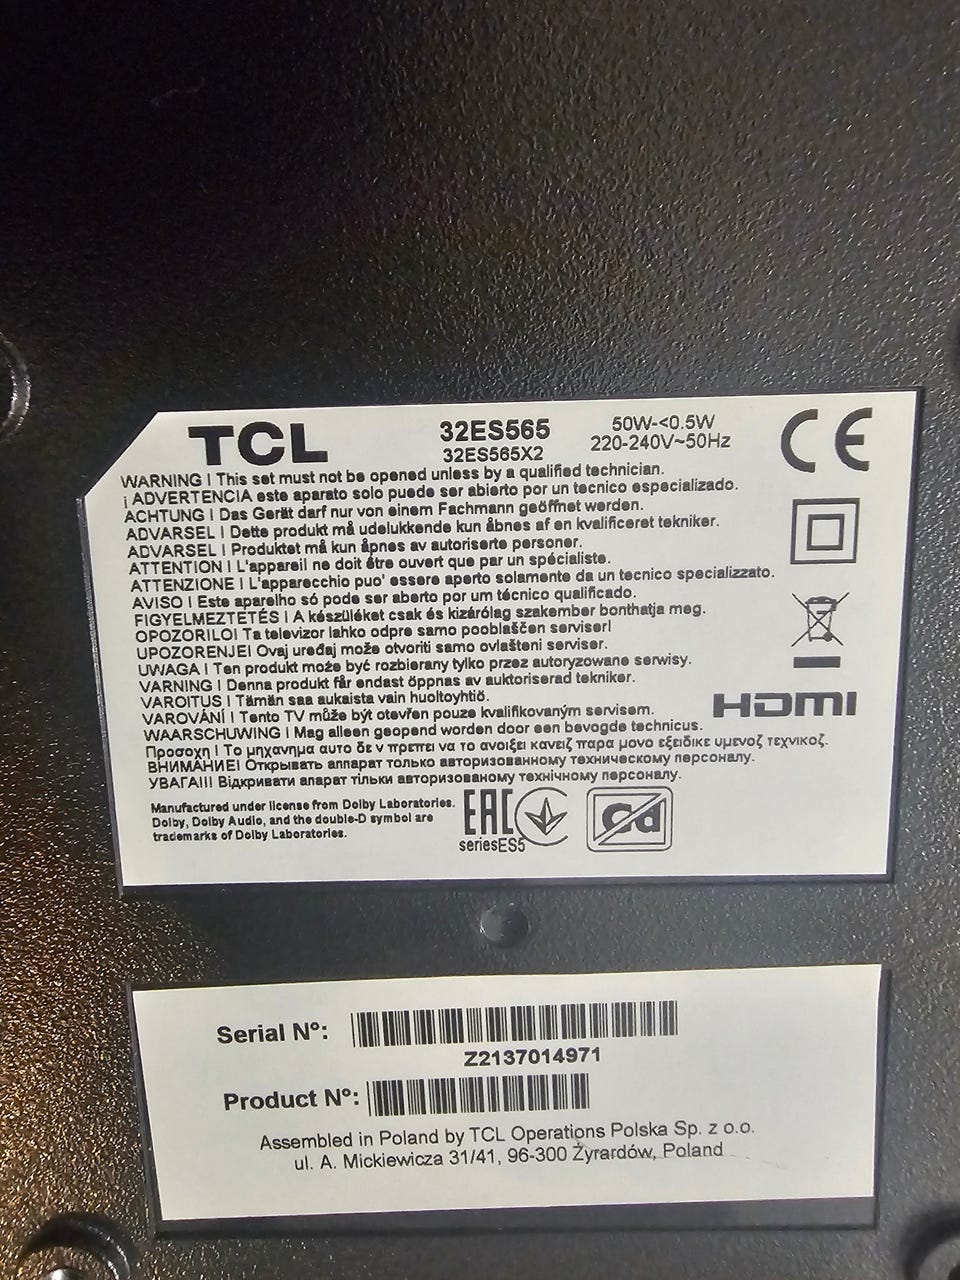 TCL
32ES565
32ES565X2
50W-<0.5W
220-240V~50Hz
CE
WARNING | This set must not be opened unless by a qualified technician.
¡ ADVERTENCIA este aparato solo puede ser abierto por un tecnico especializado.
ACHTUNG | Das Gerät darf nur von einem Fachmann geöffnet werden.
ADVARSEL | Dette produkt må udelukkende kun åbnes af en kvalificeret tekniker.
ADVARSEL | Produktet må kun åpnes av autoriserte personer.
ATTENTION | L'appareil ne doit être ouvert que par un spécialiste.
ATTENZIONE | L'apparecchio puo' essere aperto solamente da un tecnico specializzato.
AVISO | Este aparelho só pode ser aberto por um técnico qualificado.
FIGYELMEZTETÉS | A készüléket csak és kizárólag szakember bonthatja meg.
OPOZORILO| Ta televizor lahko odpre samo pooblaščen serviser|
UPOZORENJE| Ovaj uređaj može otvoriti samo ovlašteni serviser.
UWAGA | Ten produkt może być rozbierany tylko przez autoryzowane serwisy.
VARNING | Denna produkt får endast öppnas av auktoriserad tekniker.
VAROITUS | Tämän saa aukaista vain huoltoyhtiö.
VAROVÁNÍ | Tento TV může být otevřen pouze kvalifikovaným servisem.
WAARSCHUWING | Mag alleen geopend worden door een bevogde technicus.
Προσοχη | Το μηχανημα αυτο δε ν πρεπει να το ανοιξει κανειζ παρα μονο εξειδικε υμενοζ τεχνικοζ.
ВНИМАНИЕ! Открывать аппарат только авторизованному техническому персоналу.
УВАГА!!! Відкривати апарат тільки авторизованому технічному персоналу.
HDMI
Manufactured under license from Dolby Laboratories.
Dolby, Dolby Audio, and the double-D symbol are
trademarks of Dolby Laboratories.
EAC
seriesES5
Serial Nº:
Z2137014971
Product Nº:
Assembled in Poland by TCL Operations Polska Sp. z o.o.
ul. A. Mickiewicza 31/41, 96-300 Żyrardów, Poland